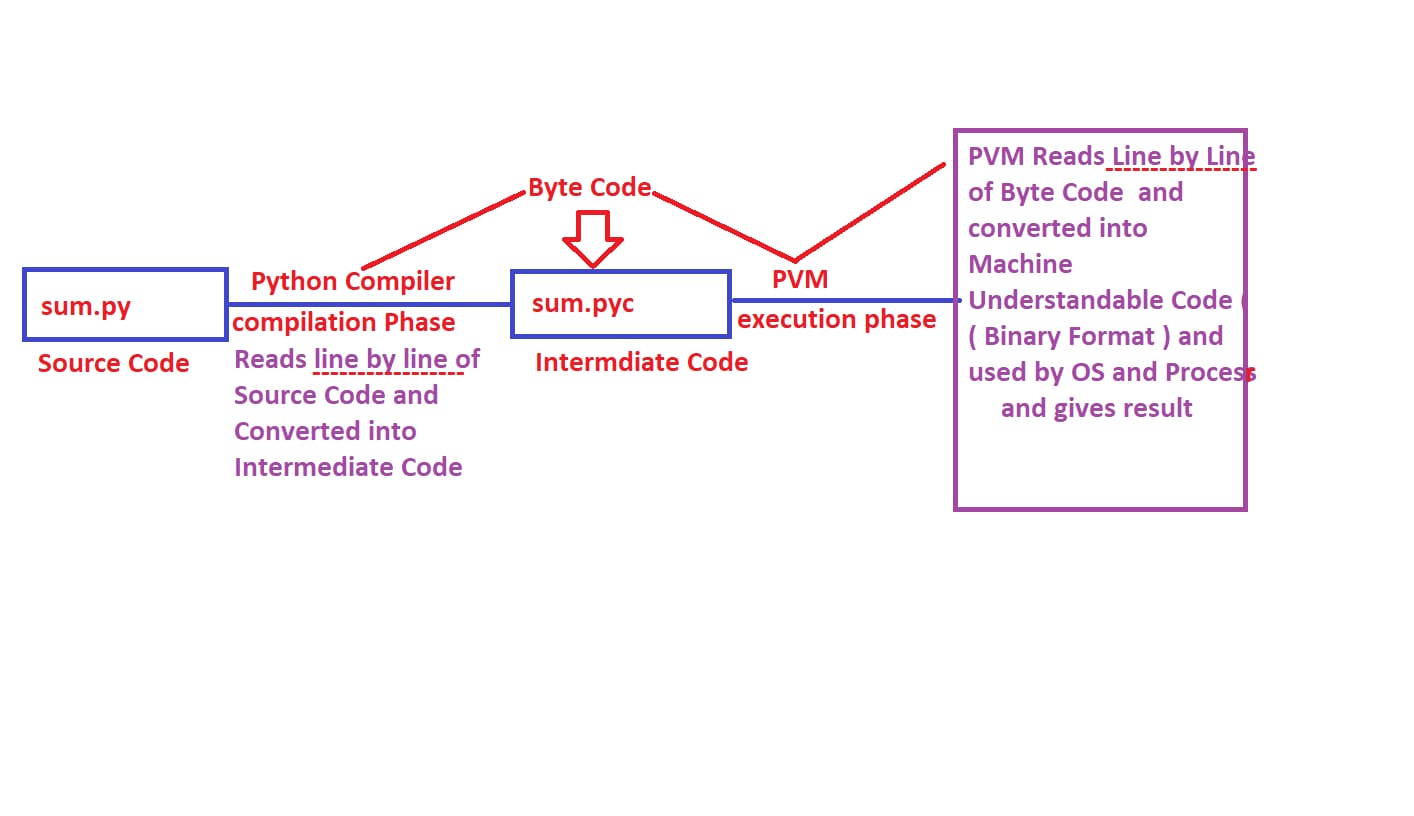 Byte Code
sum.py
Source Code
Python Compiler
compilation Phase
Reads line by line of
Source Code and
Converted into
Intermediate Code
sum.pyc
Intermdiate Code
PVM
execution phase
PVM Reads Line by Line
of Byte Code and
converted into
Machine
Understandable Code (
( Binary Format ) and
used by OS and Process
and gives result